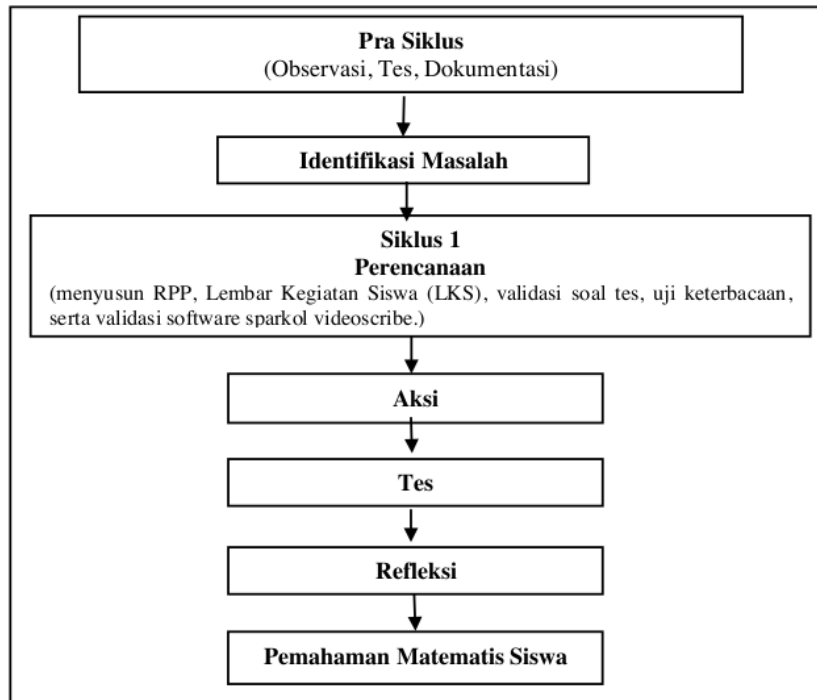 Pra Siklus
(Observasi, Tes, Dokumentasi)
Identifikasi Masalah
Siklus 1
Perencanaan
(menyusun RPP, Lembar Kegiatan Siswa (LKS), validasi soal tes, uji keterbacaan,
serta validasi software sparkol videoscribe.)
Aksi
Tes
Refleksi
Pemahaman Matematis Siswa